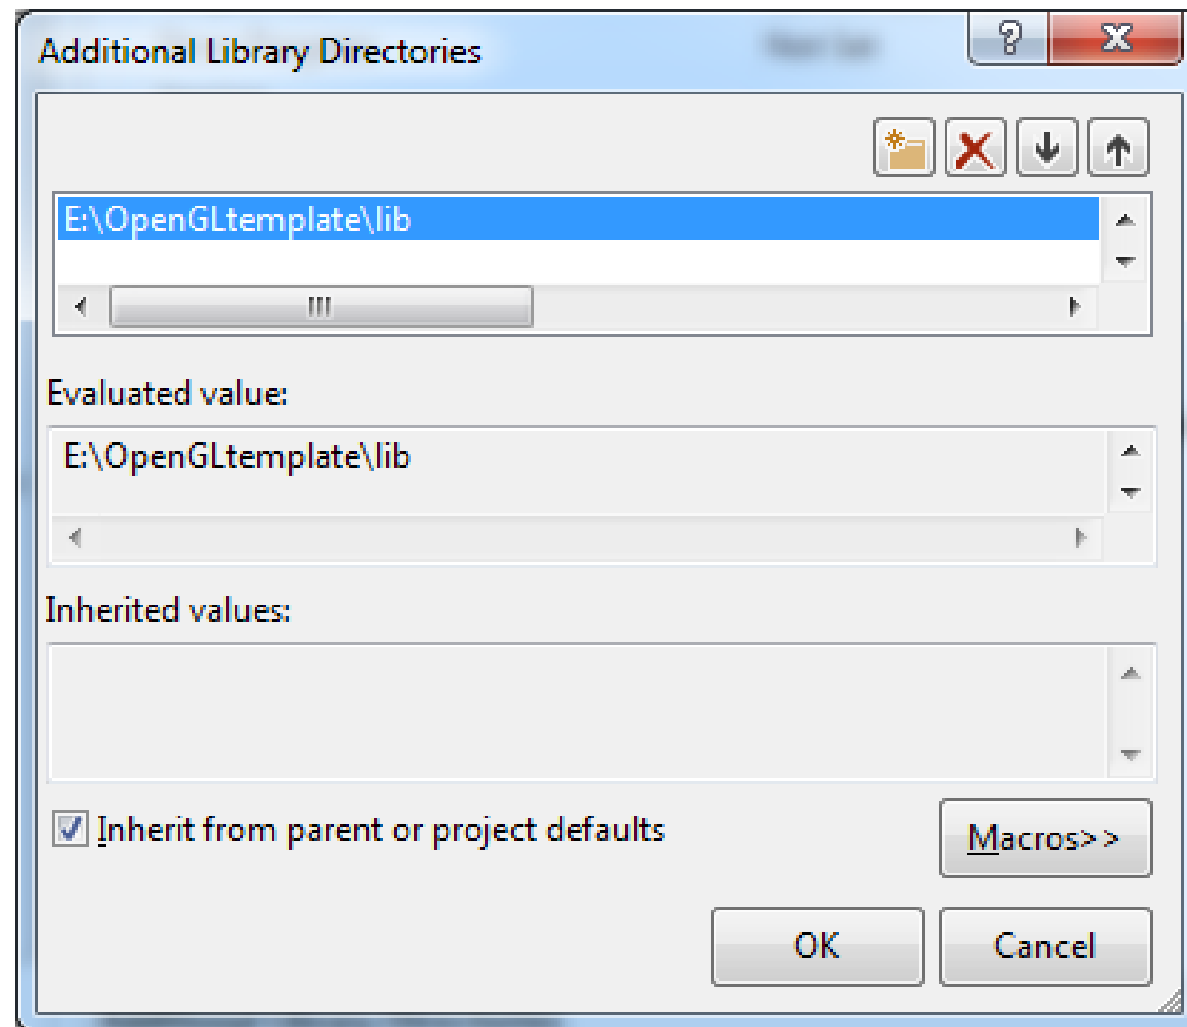 Additional Library Directories
E:\OpenGLtemplate\lib
Evaluated value:
E:\OpenGLtemplate\lib
Inherited values:
Inherit from parent or project defaults
Macros>>
OK
Cancel